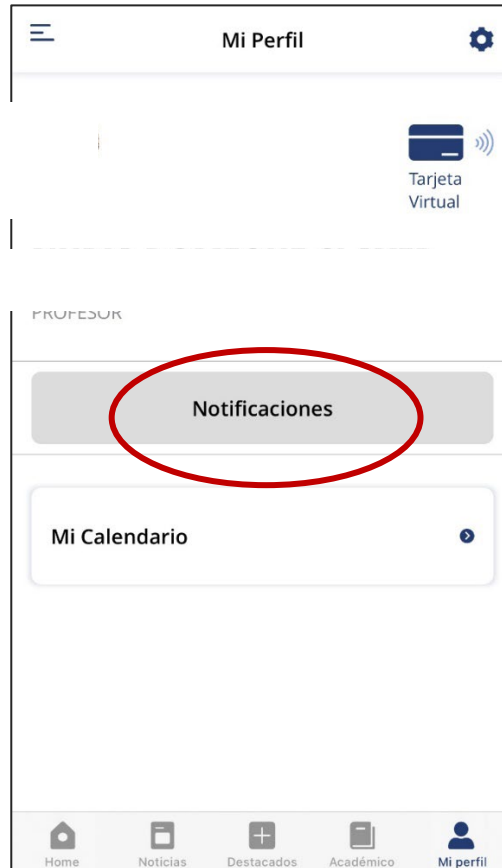 Mi Perfil
Tarjeta
Virtual
PROFESOR
Notificaciones
Mi Calendario
Home
Noticias
Destacados
Académico
Mi perfil